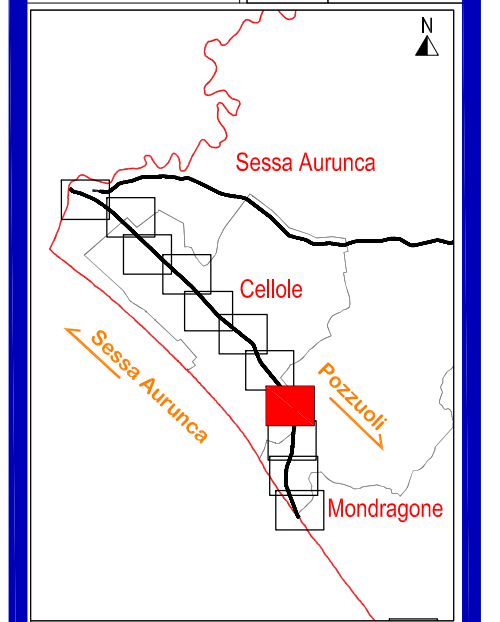 N
Sessa Aurunca
Cellole
Sessa Aurunca
Pozzuoli
Mondragone